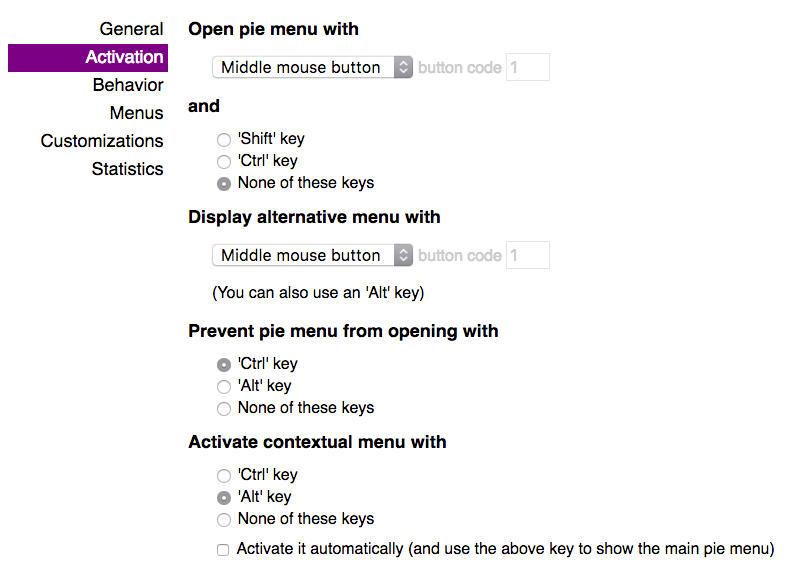 General
Activation
Behavior
Menus
Customizations
Statistics
Open pie menu with
Middle mouse button button code 1
and
'Shift' key
'Ctrl' key
None of these keys
Display alternative menu with
Middle mouse button button code 1
(You can also use an 'Alt' key)
Prevent pie menu from opening with
'Ctrl' key
'Alt' key
None of these keys
Activate contextual menu with
'Ctrl' key
'Alt' key
None of these keys
Activate it automatically (and use the above key to show the main pie menu)